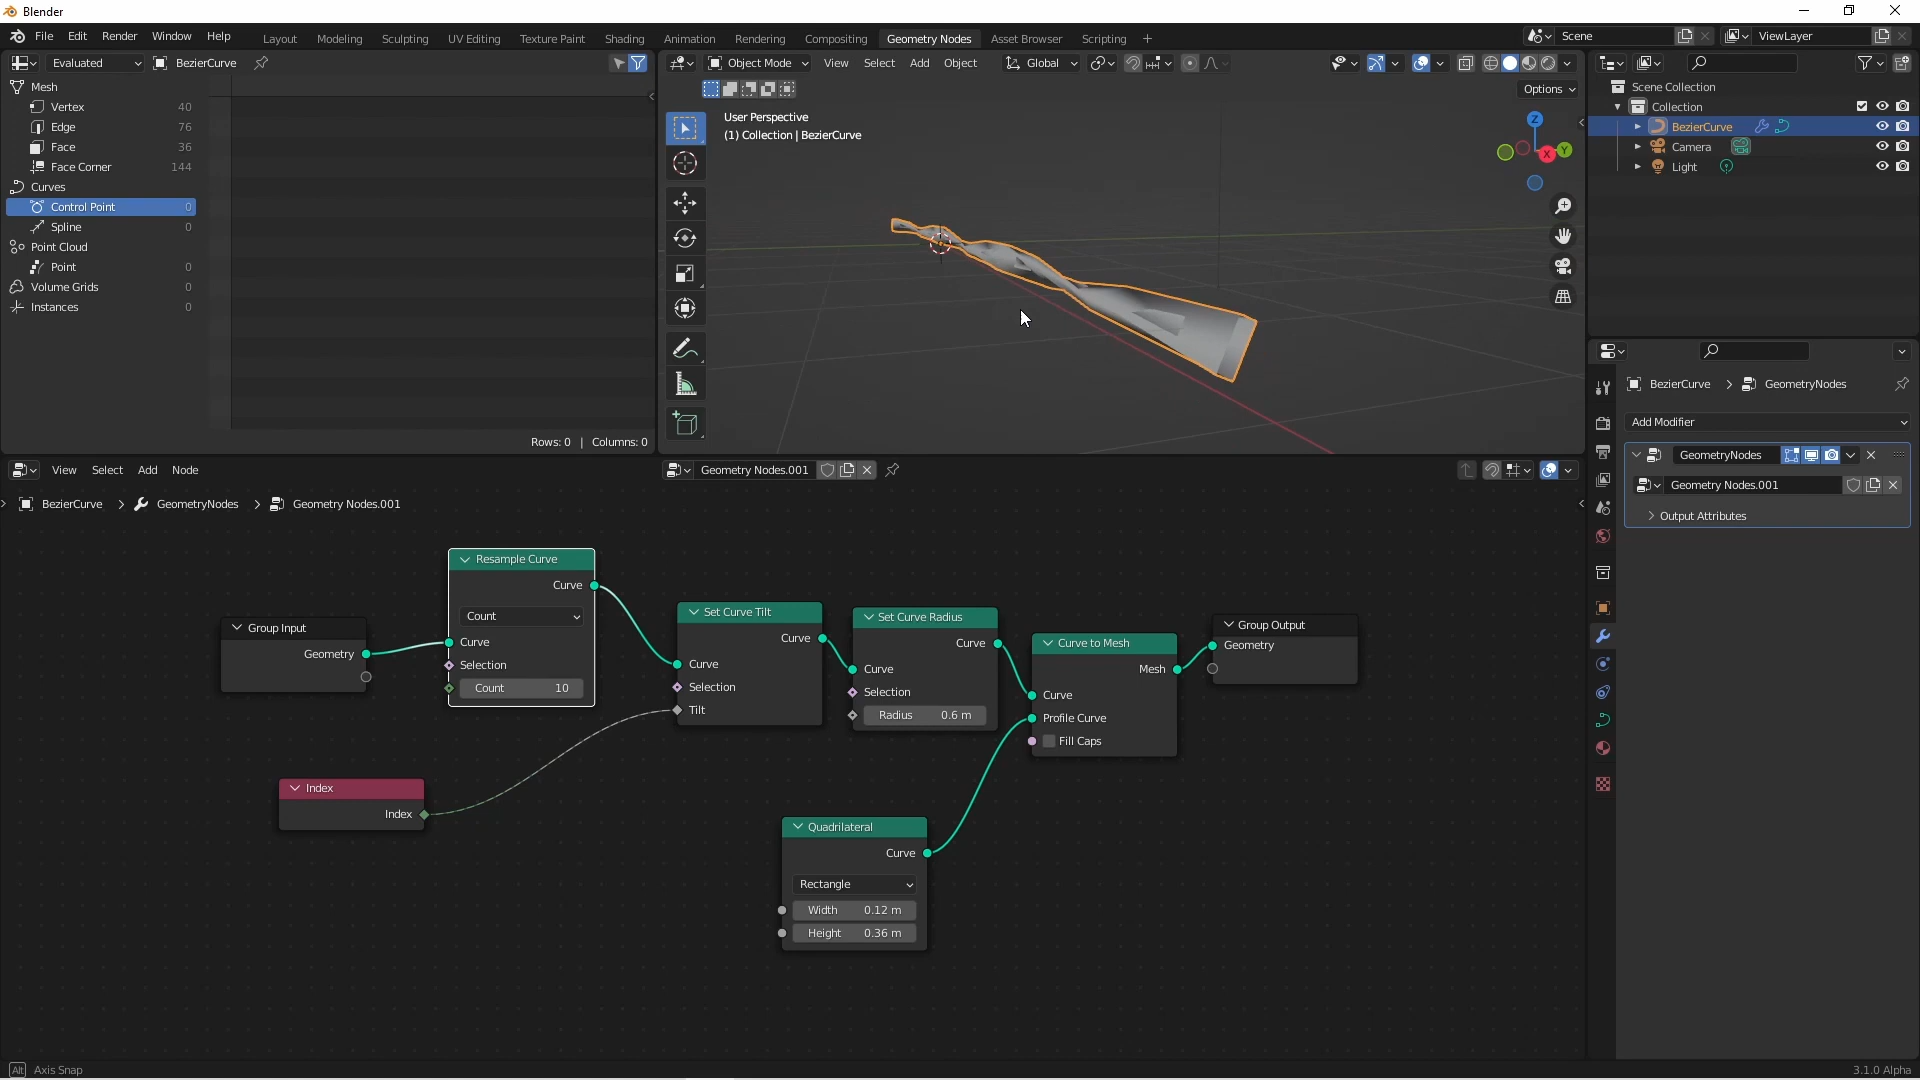 Blender
File Edit Render Window Help
Layout Modeling Sculpting UV Editing Texture Paint Shading Animation Rendering Compositing Geometry Nodes Asset Browser Scripting +
Scene
ViewLayer
Evaluated BezierCurve
Mesh
Vertex 40
Edge 76
Face 36
Face Corner 144
Curves
Control Point 0
Spline 0
Point Cloud
Point 0
Volume Grids 0
Instances 0
Rows: 0 | Columns: 0
Object Mode View Select Add Object Global
Options
User Perspective
(1) Collection | BezierCurve
Z
Y
X
Scene Collection
Collection
BezierCurve
Camera
Light
BezierCurve > GeometryNodes
Add Modifier
GeometryNodes
Geometry Nodes.001
Output Attributes
View Select Add Node
Geometry Nodes.001
BezierCurve > GeometryNodes > Geometry Nodes.001
Group Input
Geometry
Resample Curve
Curve
Count
Curve
Selection
Count 10
Index
Index
Set Curve Tilt
Curve
Curve
Selection
Tilt
Set Curve Radius
Curve
Curve
Selection
Radius 0.6 m
Quadrilateral
Curve
Rectangle
Width 0.12 m
Height 0.36 m
Curve to Mesh
Mesh
Curve
Profile Curve
Fill Caps
Group Output
Geometry
Alt Axis Snap
3.1.0 Alpha